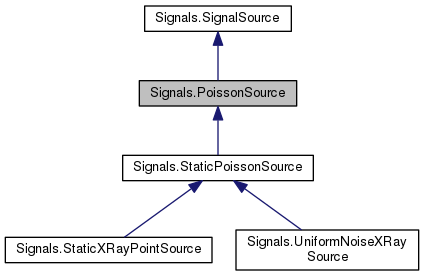 Signals.SignalSource
Signals.PoissonSource
Signals.StaticPoissonSource
Signals.StaticXRayPointSource
Signals.UniformNoiseXRay
Source